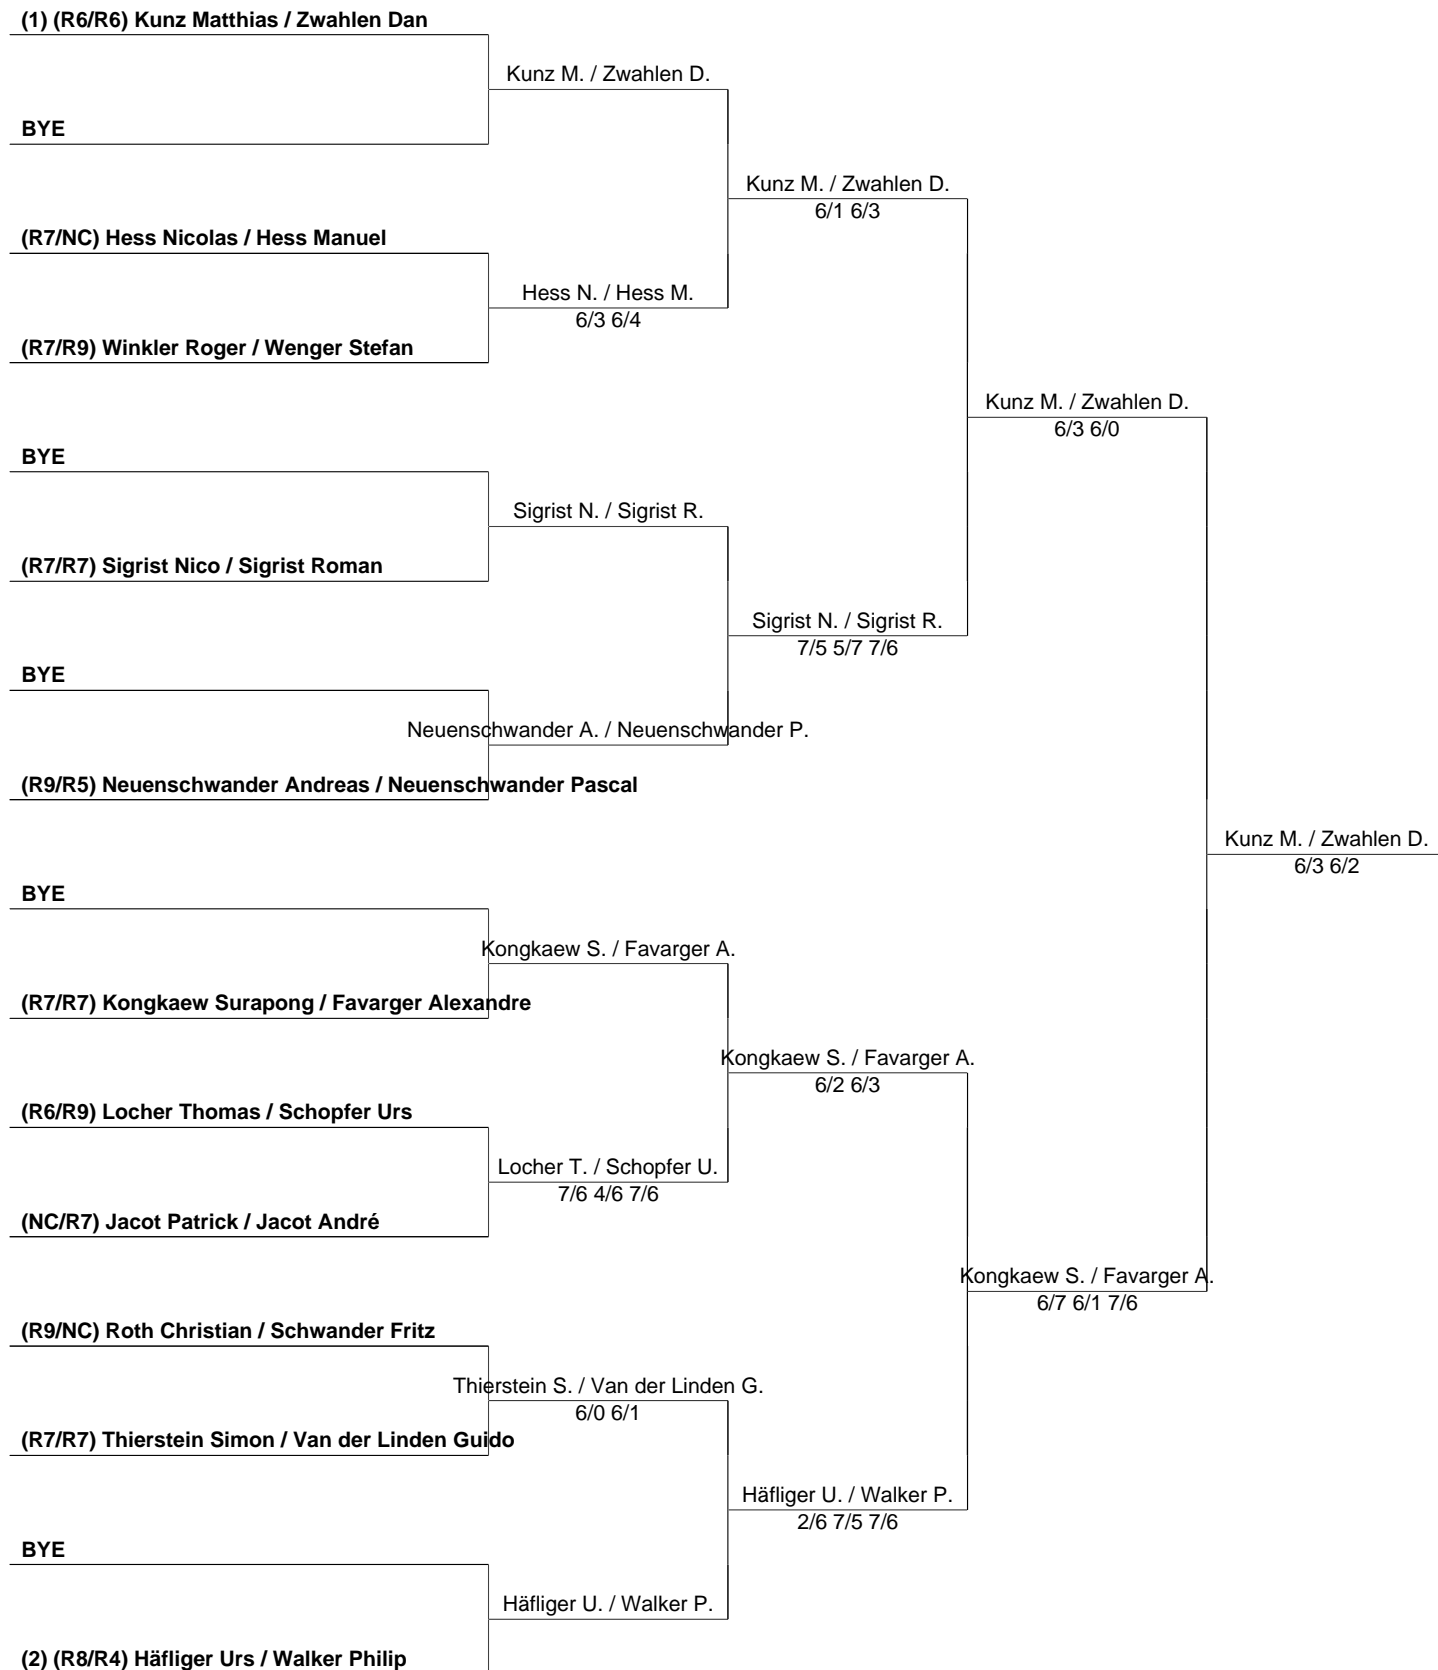 (1) (R6/R6) Kunz Matthias / Zwahlen Dan
Kunz M. / Zwahlen D.
BYE
Kunz M. / Zwahlen D.
6/1 6/3
(R7/NC) Hess Nicolas / Hess Manuel
Hess N. / Hess M.
6/3 6/4
(R7/R9) Winkler Roger / Wenger Stefan
Kunz M. / Zwahlen D.
6/3 6/0
BYE
Sigrist N. / Sigrist R.
(R7/R7) Sigrist Nico / Sigrist Roman
Sigrist N. / Sigrist R.
7/5 5/7 7/6
BYE
Neuenschwander A. / Neuenschwander P.
(R9/R5) Neuenschwander Andreas / Neuenschwander Pascal
Kunz M. / Zwahlen D.
6/3 6/2
BYE
Kongkaew S. / Favarger A.
(R7/R7) Kongkaew Surapong / Favarger Alexandre
Kongkaew S. / Favarger A.
6/2 6/3
(R6/R9) Locher Thomas / Schopfer Urs
Locher T. / Schopfer U.
7/6 4/6 7/6
(NC/R7) Jacot Patrick / Jacot André
Kongkaew S. / Favarger A.
6/7 6/1 7/6
(R9/NC) Roth Christian / Schwander Fritz
Thierstein S. / Van der Linden G.
6/0 6/1
(R7/R7) Thierstein Simon / Van der Linden Guido
Häfliger U. / Walker P.
2/6 7/5 7/6
BYE
Häfliger U. / Walker P.
(2) (R8/R4) Häfliger Urs / Walker Philip